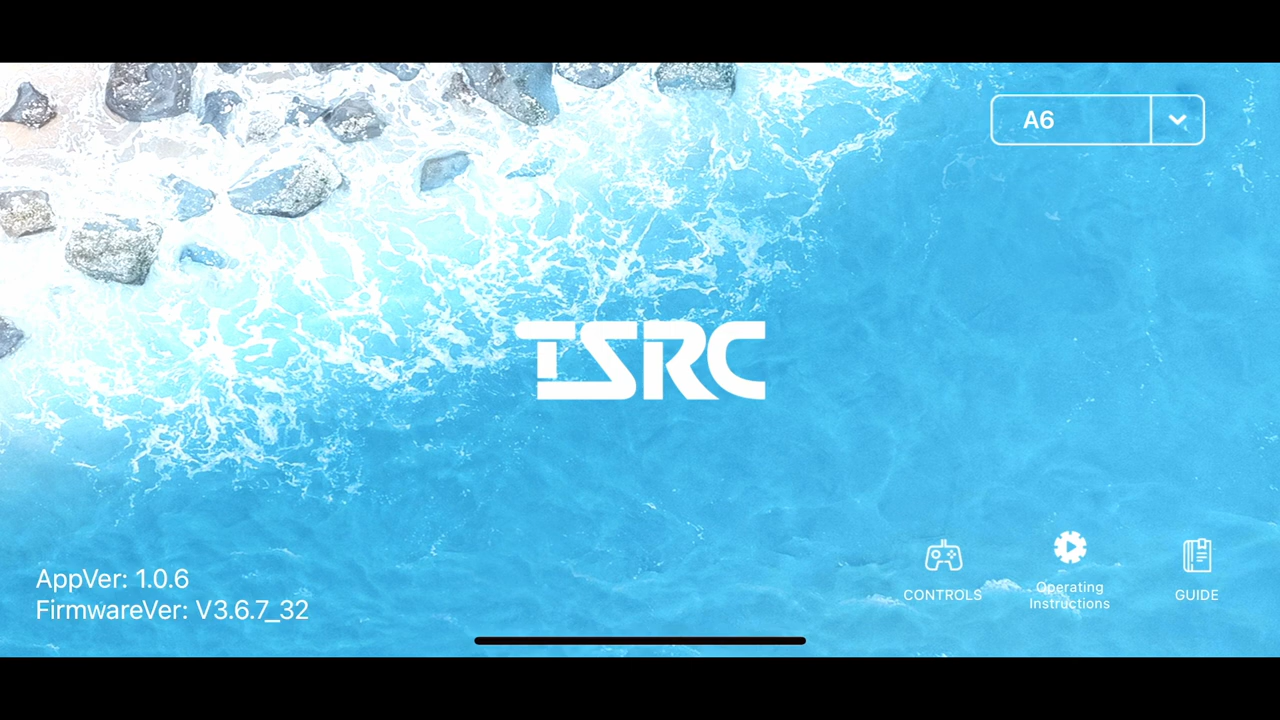 A6
TSRC
AppVer: 1.0.6
FirmwareVer: V3.6.7_32
CONTROLS
Operating
Instructions
GUIDE